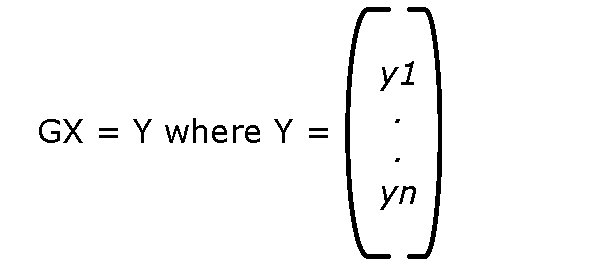 y1
.
GX = Y where Y =
.
yn